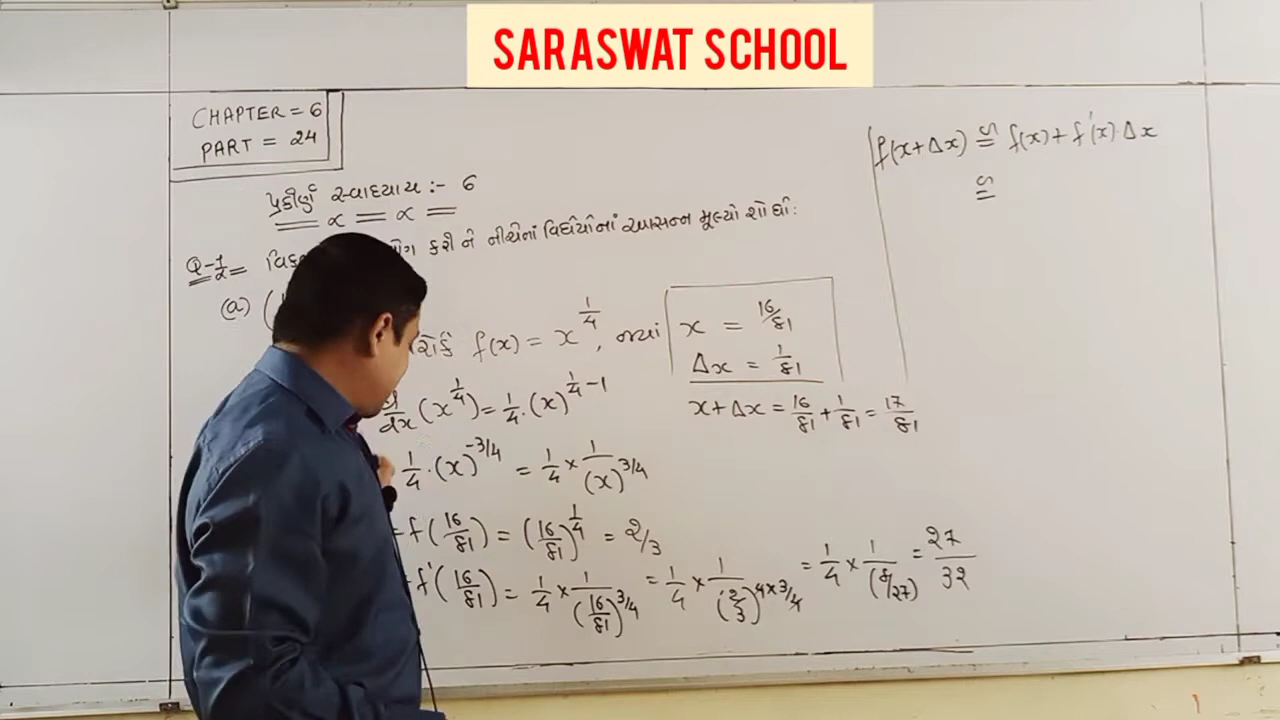 SARASWAT SCHOOL
CHAPTER = 6
PART = 24
પ્રકીર્ણ સ્વાધ્યાય :- 6
Q-1 = કરી ને નીચેનાં વિધેયોનાં આસન્ન મૂલ્યો શોધો:
(a) (
f(x) = x^{1/4}, જ્યાં
x = 16/81
Δx = 1/81
x+Δx = 16/81 + 1/81 = 17/81
d/dx (x^{1/4}) = 1/4 · (x)^{1/4 - 1}
1/4 · (x)^{-3/4} = 1/4 × 1/(x)^{3/4}
f(16/81) = (16/81)^{1/4} = 2/3
f'(16/81) = 1/4 × 1/(16/81)^{3/4} = 1/4 × 1/(2/3)^{4×3/4} = 1/4 × 1/(8/27) = 27/32
f(x+Δx) ≅ f(x) + f'(x)·Δx
≅